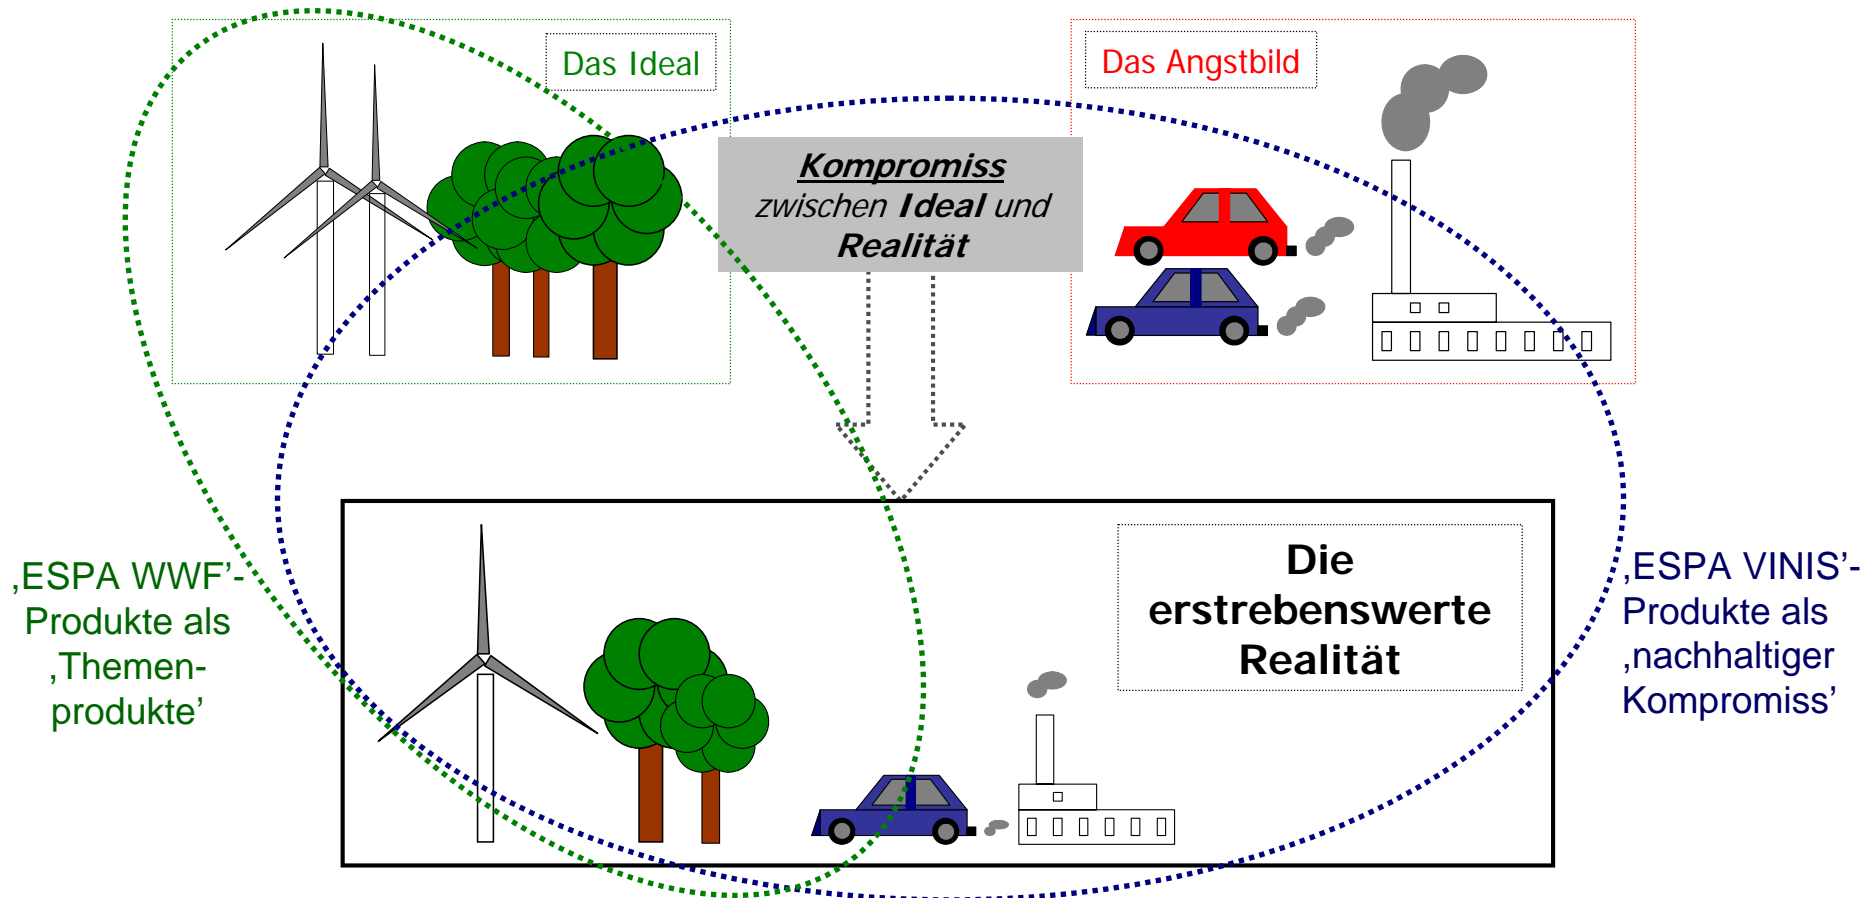 Das Ideal
Das Angstbild
Kompromiss
zwischen Ideal und
Realität
Die
erstrebenswerte
Realität
‚ESPA WWF’-
Produkte als
‚Themen-
produkte’
‚ESPA VINIS’-
Produkte als
‚nachhaltiger
Kompromiss’